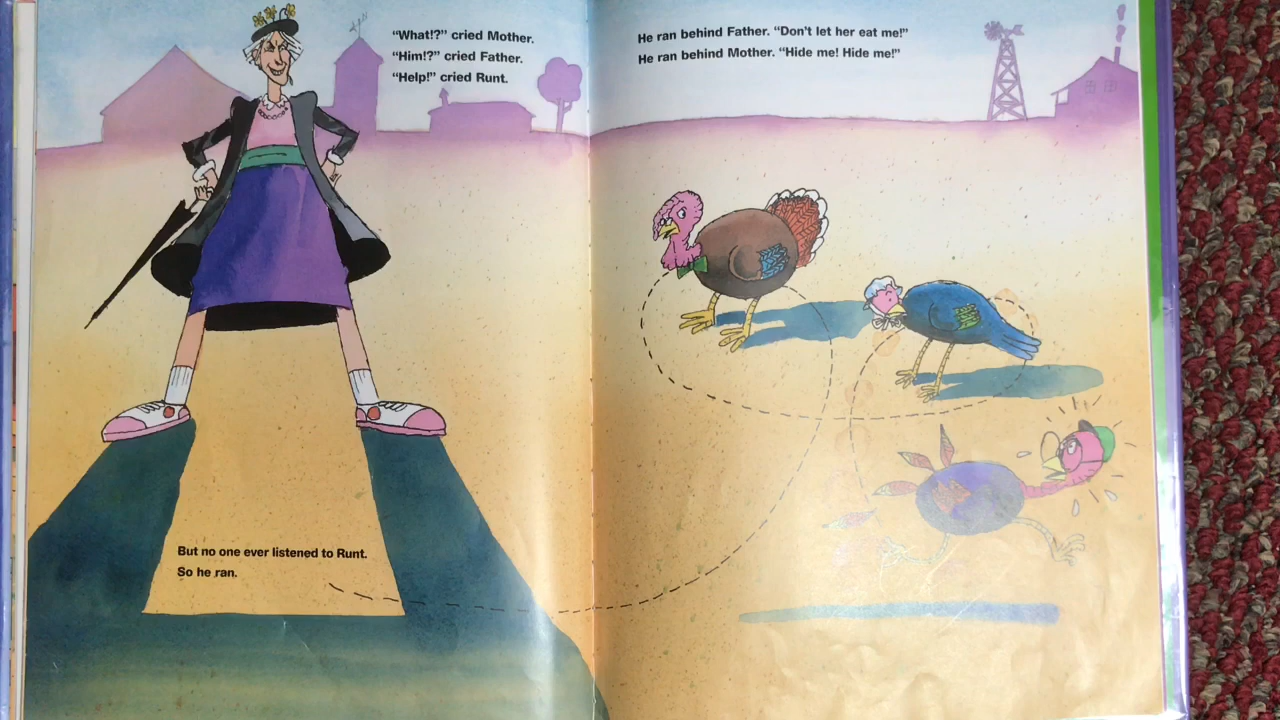 “What!?” cried Mother.
“Him!?” cried Father.
“Help!” cried Runt.
But no one ever listened to Runt.
So he ran.
He ran behind Father. “Don’t let her eat me!”
He ran behind Mother. “Hide me! Hide me!”